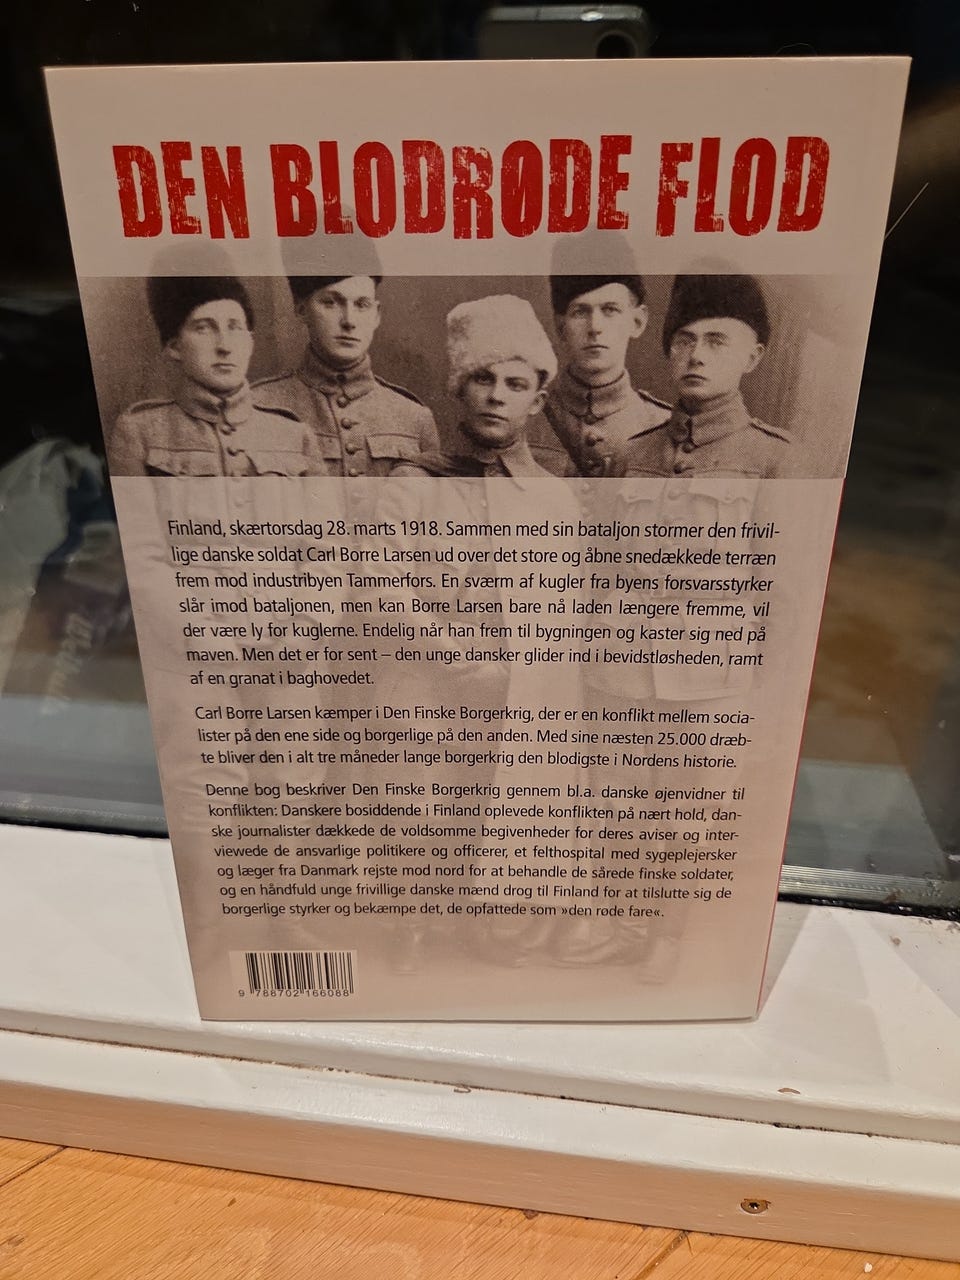 DEN BLODRØDE FLOD
Finland, skærtorsdag 28. marts 1918. Sammen med sin bataljon stormer den frivil-
lige danske soldat Carl Borre Larsen ud over det store og åbne snedækkede terræn
frem mod industribyen Tammerfors. En sværm af kugler fra byens forsvarsstyrker
slår imod bataljonen, men kan Borre Larsen bare nå laden længere fremme, vil
der være ly for kuglerne. Endelig når han frem til bygningen og kaster sig ned på
maven. Men det er for sent – den unge dansker glider ind i bevidstløsheden, ramt
af en granat i baghovedet.
Carl Borre Larsen kæmper i Den Finske Borgerkrig, der er en konflikt mellem socia-
lister på den ene side og borgerlige på den anden. Med sine næsten 25.000 dræb-
te bliver den i alt tre måneder lange borgerkrig den blodigste i Nordens historie.
Denne bog beskriver Den Finske Borgerkrig gennem bl.a. danske øjenvidner til
konflikten: Danskere bosiddende i Finland oplevede konflikten på nært hold, dan-
ske journalister dækkede de voldsomme begivenheder for deres aviser og inter-
viewede de ansvarlige politikere og officerer, et felthospital med sygeplejersker
og læger fra Danmark rejste mod nord for at behandle de sårede finske soldater,
og en håndfuld unge frivillige danske mænd drog til Finland for at tilslutte sig de
borgerlige styrker og bekæmpe det, de opfattede som »den røde fare«.
9 788702 166088